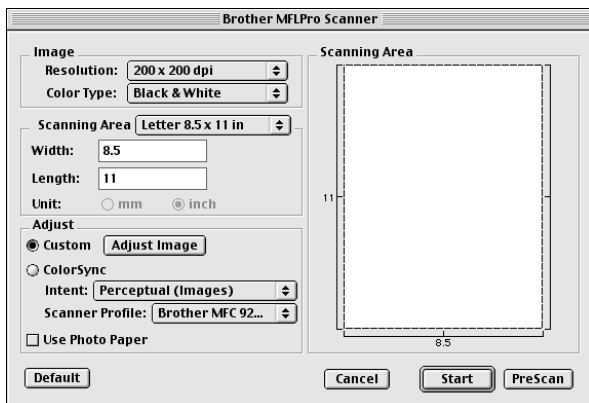 Brother MFLPro Scanner
Image
Resolution: 200 x 200 dpi
Color Type: Black & White
Scanning Area Letter 8.5 x 11 in
Width: 8.5
Length: 11
Unit: mm inch
Adjust
Custom Adjust Image
ColorSync
Intent: Perceptual (Images)
Scanner Profile: Brother MFC 92...
Use Photo Paper
Default
Scanning Area
11
8.5
Cancel Start PreScan